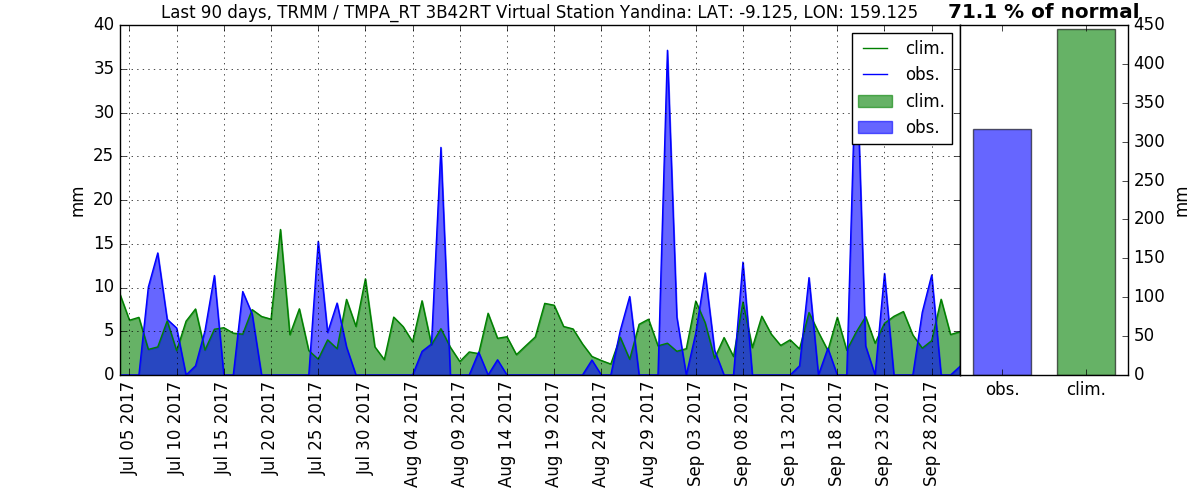 Last 90 days, TRMM / TMPA_RT 3B42RT Virtual Station Yandina: LAT: -9.125, LON: 159.125
71.1 % of normal
40
35
30
25
20
15
10
5
0
mm
clim.
obs.
clim.
obs.
450
400
350
300
250
200
150
100
50
0
mm
Jul 05 2017
Jul 10 2017
Jul 15 2017
Jul 20 2017
Jul 25 2017
Jul 30 2017
Aug 04 2017
Aug 09 2017
Aug 14 2017
Aug 19 2017
Aug 24 2017
Aug 29 2017
Sep 03 2017
Sep 08 2017
Sep 13 2017
Sep 18 2017
Sep 23 2017
Sep 28 2017
obs.
clim.